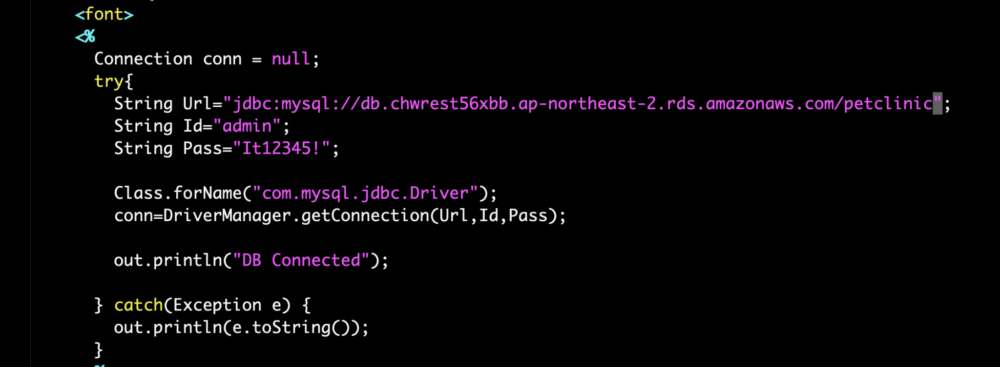 <font>
<%
Connection conn = null;
try{
String Url="jdbc:mysql://db.chwrest56xbb.ap-northeast-2.rds.amazonaws.com/petclinic";
String Id="admin";
String Pass="It12345!";
Class.forName("com.mysql.jdbc.Driver");
conn=DriverManager.getConnection(Url,Id,Pass);
out.println("DB Connected");
} catch(Exception e) {
out.println(e.toString());
}